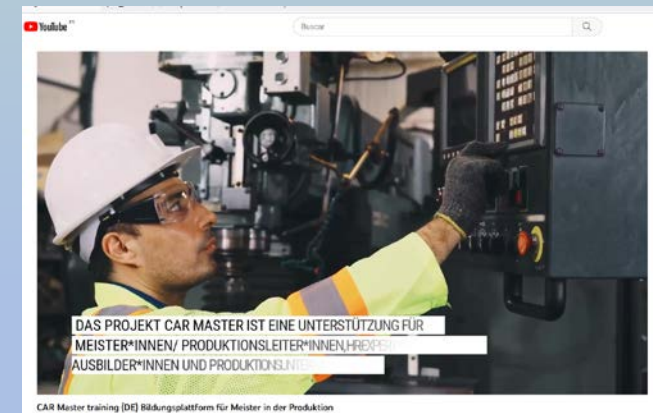 YouTube
Buscar
DAS PROJEKT CAR MASTER IST EINE UNTERSTÜTZUNG FÜR
MEISTER*INNEN/ PRODUKTIONSLEITER*INNEN,
AUSBILDER*INNEN UND
CAR Master training (DE) Bildungsplattform für Meister in der Produktion